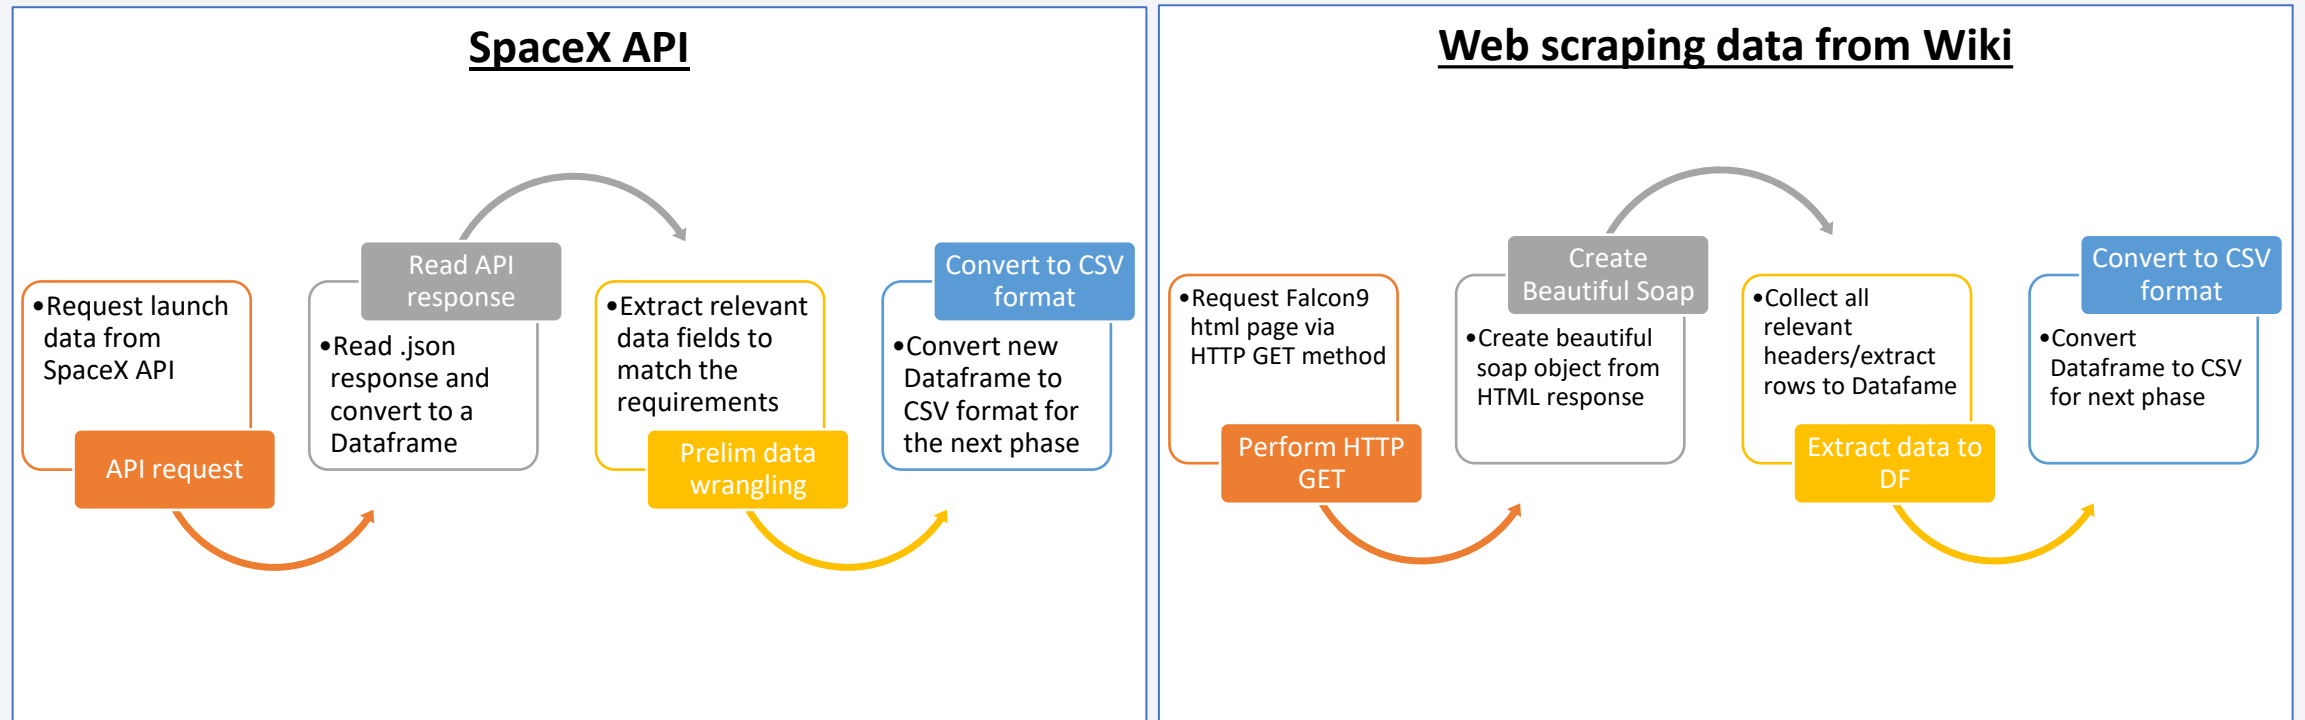 SpaceX API
•Request launch
data from
SpaceX API
API request
Read API
response
•Read .json
response and
convert to a
Dataframe
•Extract relevant
data fields to
match the
requirements
Prelim data
wrangling
Convert to CSV
format
•Convert new
Dataframe to
CSV format for
the next phase
Web scraping data from Wiki
•Request Falcon9
html page via
HTTP GET method
Perform HTTP
GET
Create
Beautiful Soap
•Create beautiful
soap object from
HTML response
•Collect all
relevant
headers/extract
rows to Datafame
Extract data to
DF
Convert to CSV
format
•Convert
Dataframe to CSV
for next phase